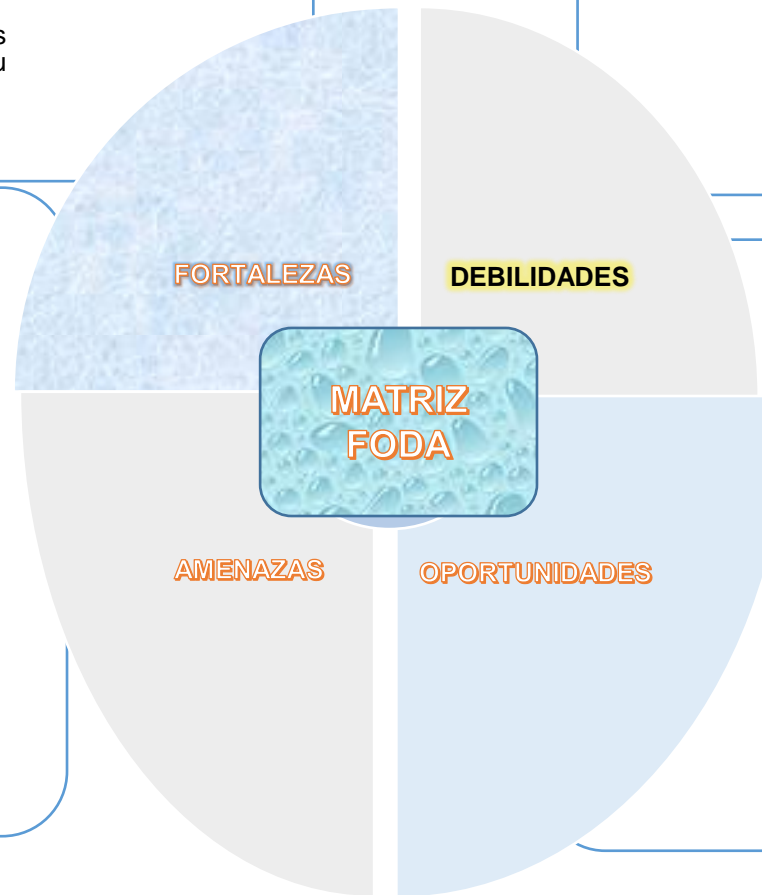 s
u
FORTALEZAS
DEBILIDADES
MATRIZ
FODA
AMENAZAS
OPORTUNIDADES